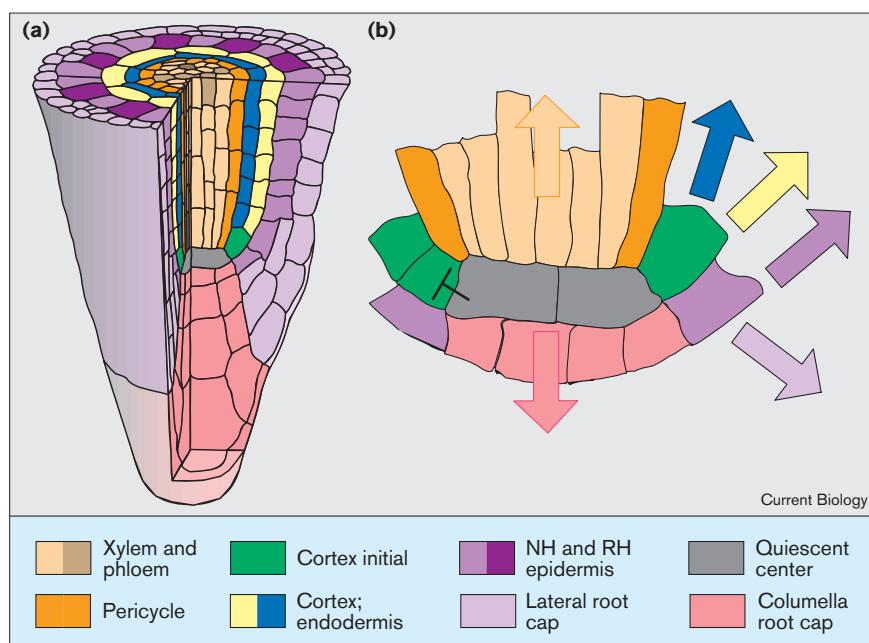 (a)
(b)
Current Biology
Xylem and
phloem
Cortex initial
NH and RH
epidermis
Quiescent
center
Pericycle
Cortex;
endodermis
Lateral root
cap
Columella
root cap